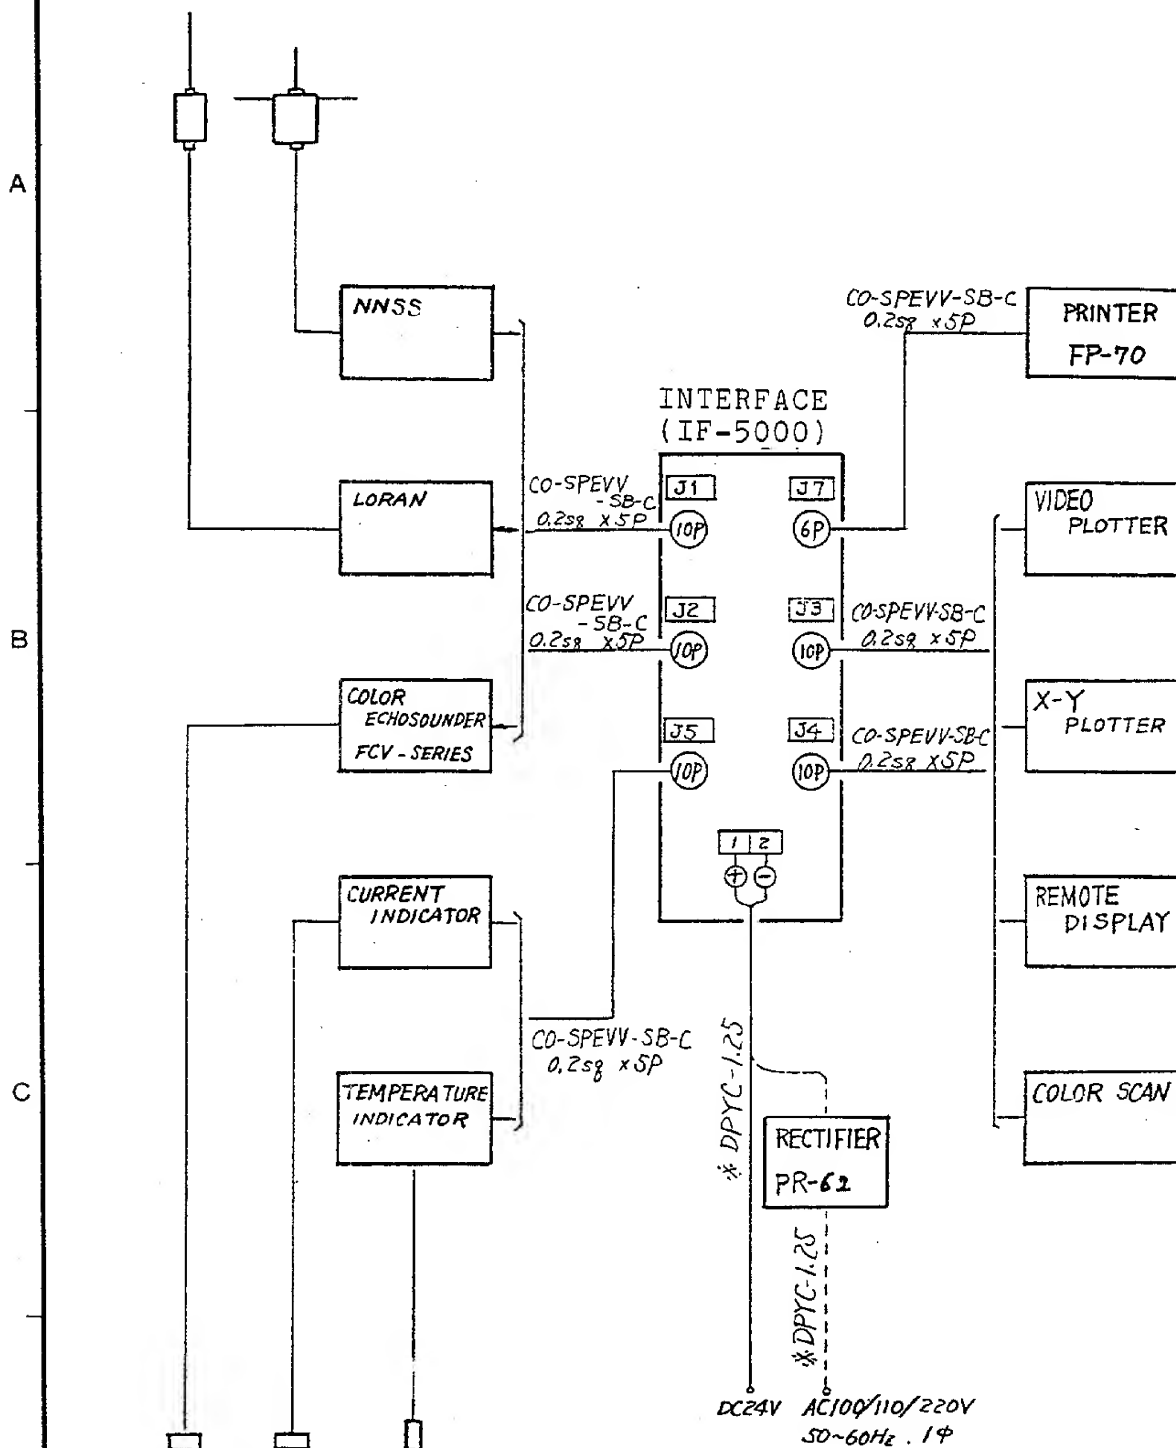 A
B
C
NNSS
LORAN
COLOR
ECHOSOUNDER
FCV-SERIES
CURRENT
INDICATOR
TEMPERATURE
INDICATOR
CO-SPEVV
-SB-C
0.2sq x5P
CO-SPEVV
-SB-C
0.2sq x5P
CO-SPEVV-SB-C
0.2sq x5P
INTERFACE
(IF-5000)
J1
10P
J7
6P
J2
10P
J3
10P
J5
10P
J4
10P
1 2
+ -
CO-SPEVV-SB-C
0.2sq x5P
CO-SPEVV-SB-C
0.2sq x5P
CO-SPEVV-SB-C
0.2sq x5P
PRINTER
FP-70
VIDEO
PLOTTER
X-Y
PLOTTER
REMOTE
DISPLAY
COLOR SCAN
※DPYC-1.25
RECTIFIER
PR-62
※DPYC-1.25
DC24V
AC100/110/220V
50~60Hz . 1φ